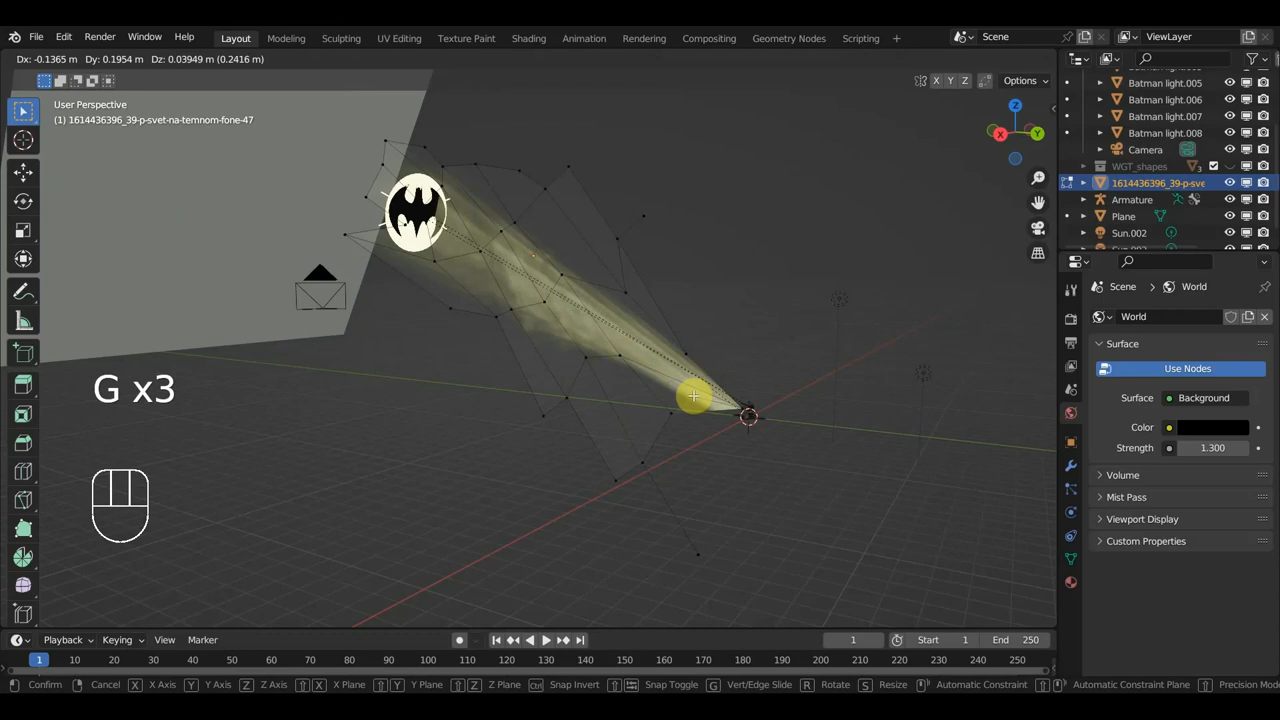 File Edit Render Window Help Layout Modeling Sculpting UV Editing Texture Paint Shading Animation Rendering Compositing Geometry Nodes Scripting Scene ViewLayer
Dx: -0.1365 m Dy: 0.1954 m Dz: 0.03949 m (0.2416 m)
X Y Z Options
User Perspective
(1) 1614436396_39-p-svet-na-temnom-fone-47
Z
X
Y
G x3
Batman light.005
Batman light.006
Batman light.007
Batman light.008
Camera
WGT_shapes 3
1614436396_39-p-sve
Armature
Plane
Sun.002
Scene World
World
Surface
Use Nodes
Surface Background
Color
Strength 1.300
Volume
Mist Pass
Viewport Display
Custom Properties
Playback Keying View Marker 1 Start 1 End 250
1 10 20 30 40 50 60 70 80 90 100 110 120 130 140 150 160 170 180 190 200 210 220 230 240 250
Confirm Cancel X X Axis Y Y Axis Z Z Axis X X Plane Y Y Plane Z Z Plane Ctrl Snap Invert Snap Toggle G Vert/Edge Slide R Rotate S Resize Automatic Constraint Automatic Constraint Plane Precision Mode